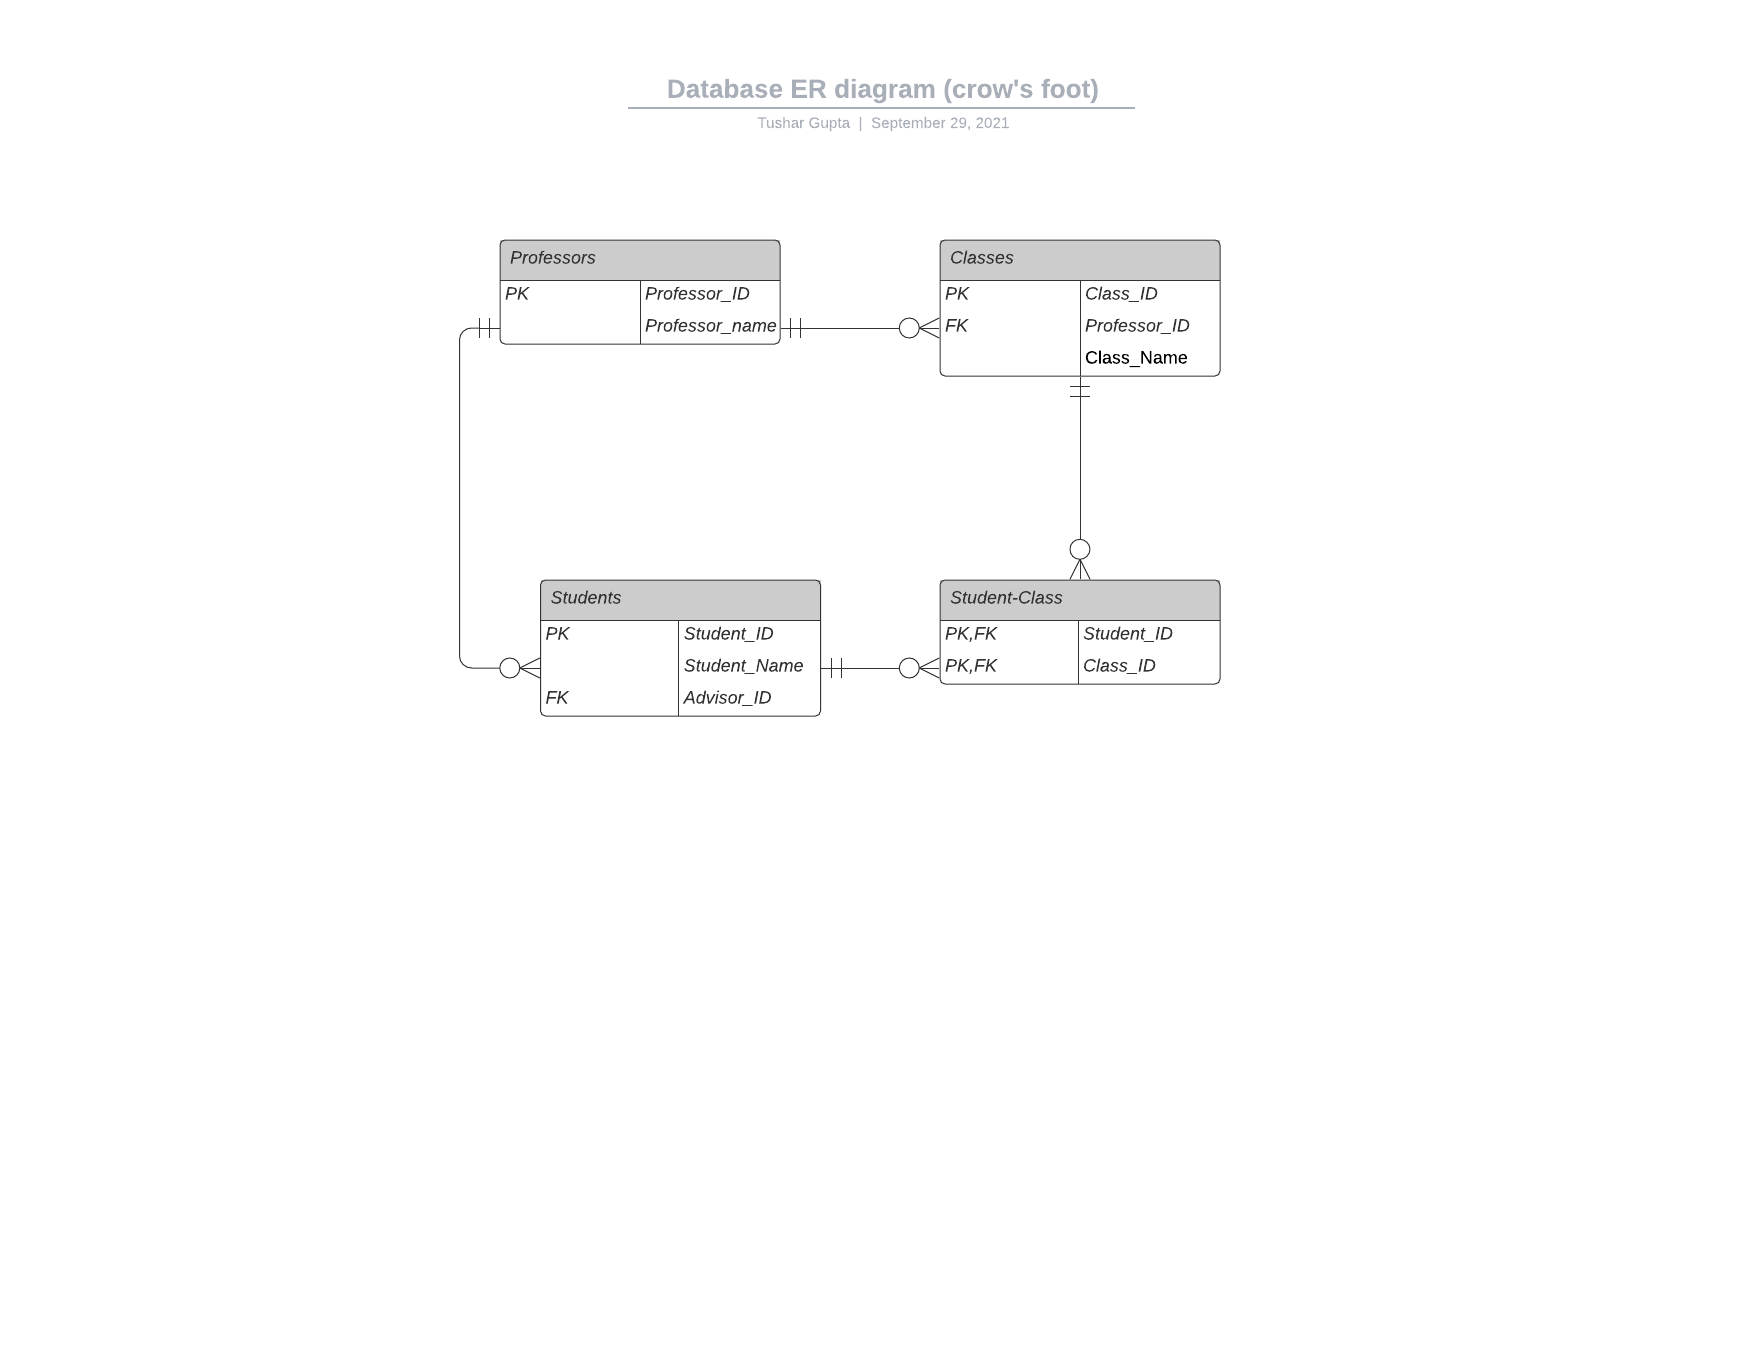 Database ER diagram (crow's foot)
Tushar Gupta | September 29, 2021
Professors
PK Professor_ID
Professor_name
Classes
PK Class_ID
FK Professor_ID
Class_Name
Students
PK Student_ID
Student_Name
FK Advisor_ID
Student-Class
PK,FK Student_ID
PK,FK Class_ID